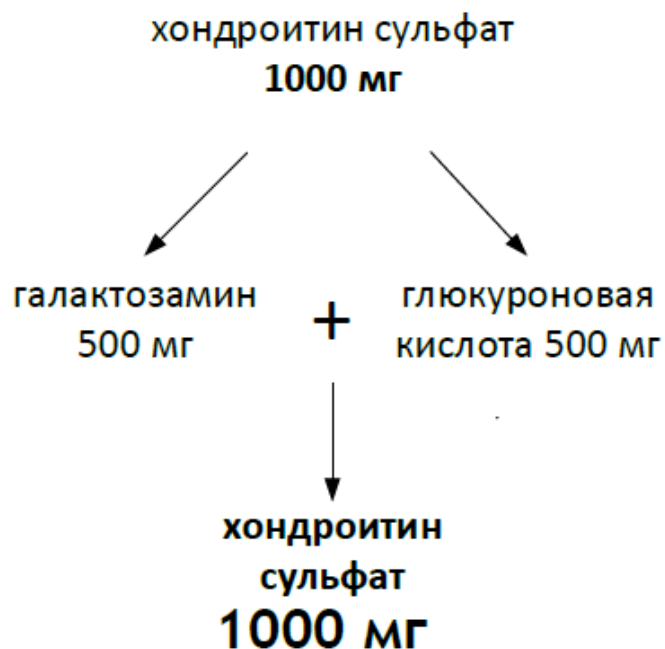 хондроитин сульфат
1000 мг
галактозамин
500 мг
+
глюкуроновая
кислота 500 мг
хондроитин
сульфат
1000 мг